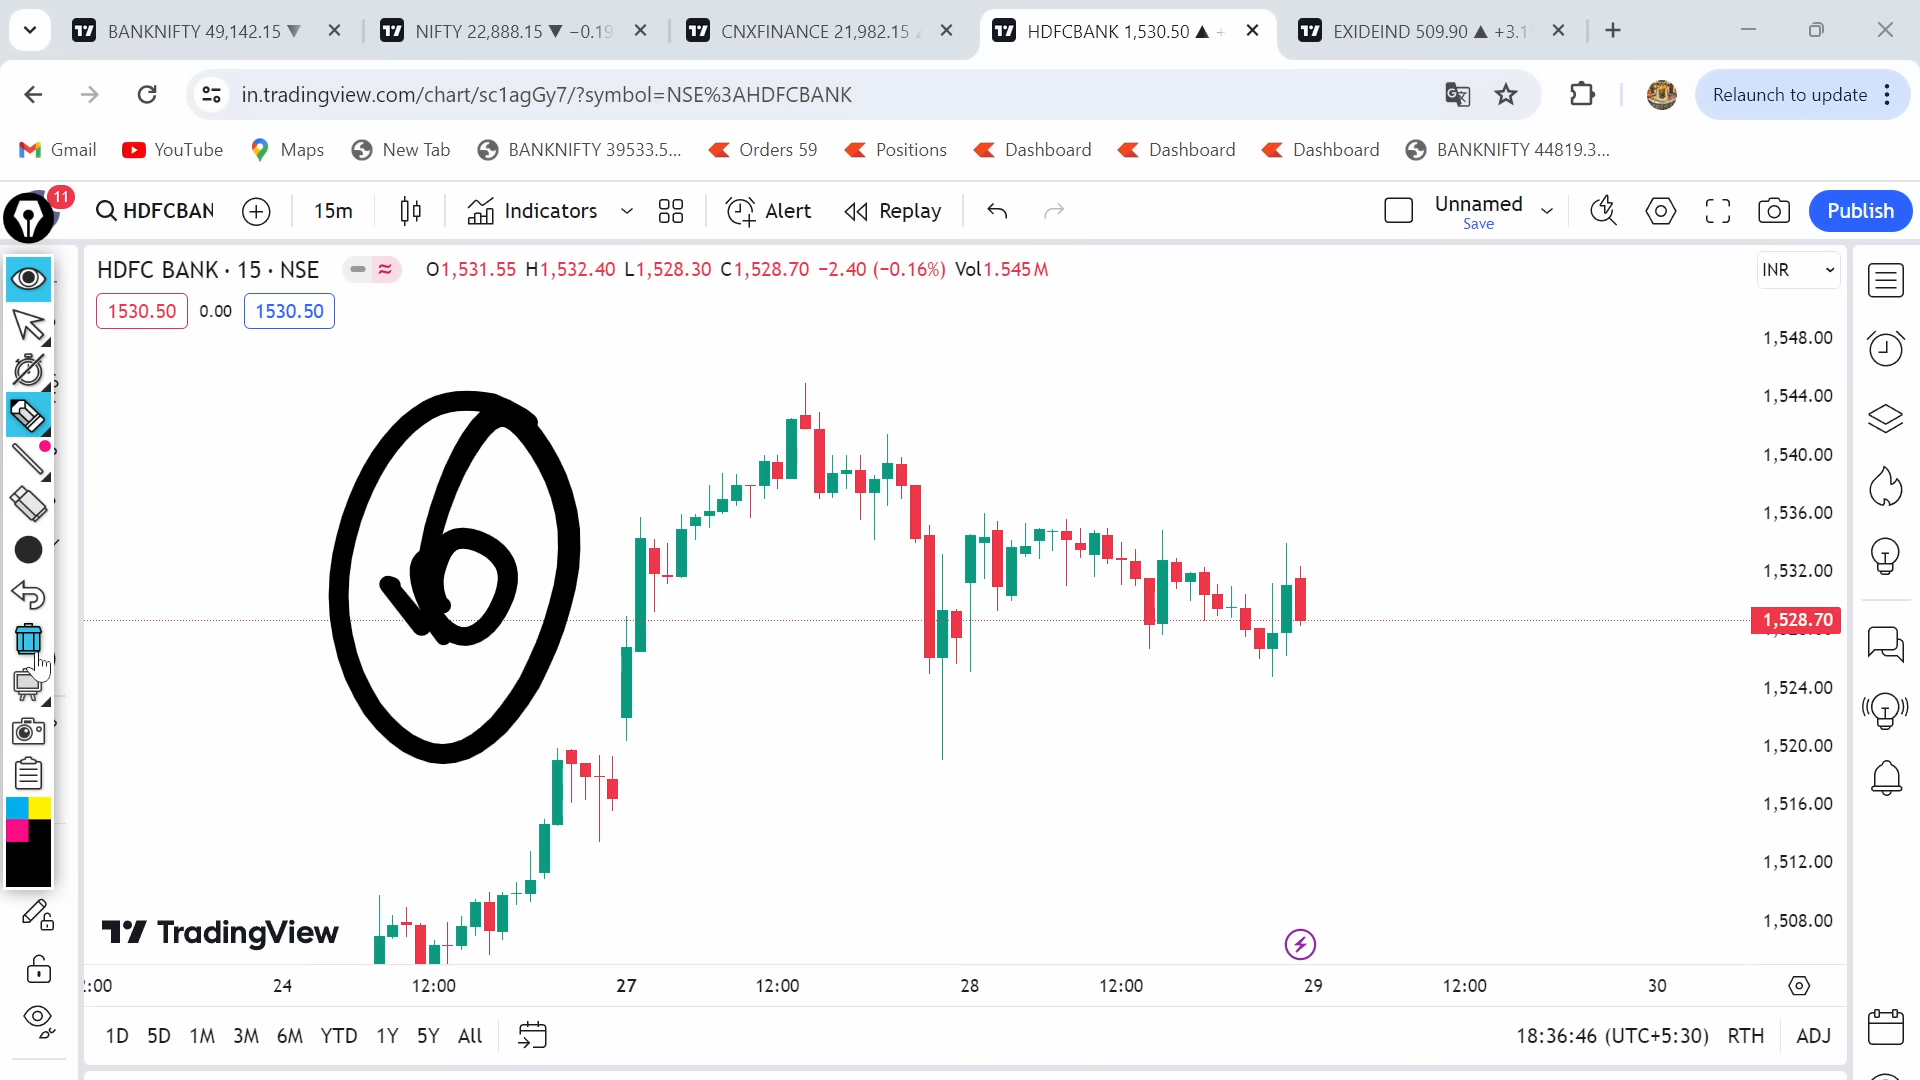 BANKNIFTY 49,142.15 ▼
NIFTY 22,888.15 ▼ −0.19
CNXFINANCE 21,982.15
HDFCBANK 1,530.50 ▲ +
EXIDEIND 509.90 ▲ +3.1
in.tradingview.com/chart/sc1agGy7/?symbol=NSE%3AHDFCBANK
Relaunch to update
Gmail YouTube Maps New Tab BANKNIFTY 39533.5... Orders 59 Positions Dashboard Dashboard Dashboard BANKNIFTY 44819.3...
11
HDFCBAN 15m Indicators Alert Replay Unnamed Publish
Save
HDFC BANK · 15 · NSE O1,531.55 H1,532.40 L1,528.30 C1,528.70 −2.40 (−0.16%) Vol1.545M
INR
1530.50 0.00 1530.50
1,548.00
1,544.00
1,540.00
1,536.00
1,532.00
1,528.70
1,524.00
1,520.00
1,516.00
1,512.00
1,508.00
6
TradingView
:00 24 12:00 27 12:00 28 12:00 29 12:00 30
1D 5D 1M 3M 6M YTD 1Y 5Y All
18:36:46 (UTC+5:30) RTH ADJ